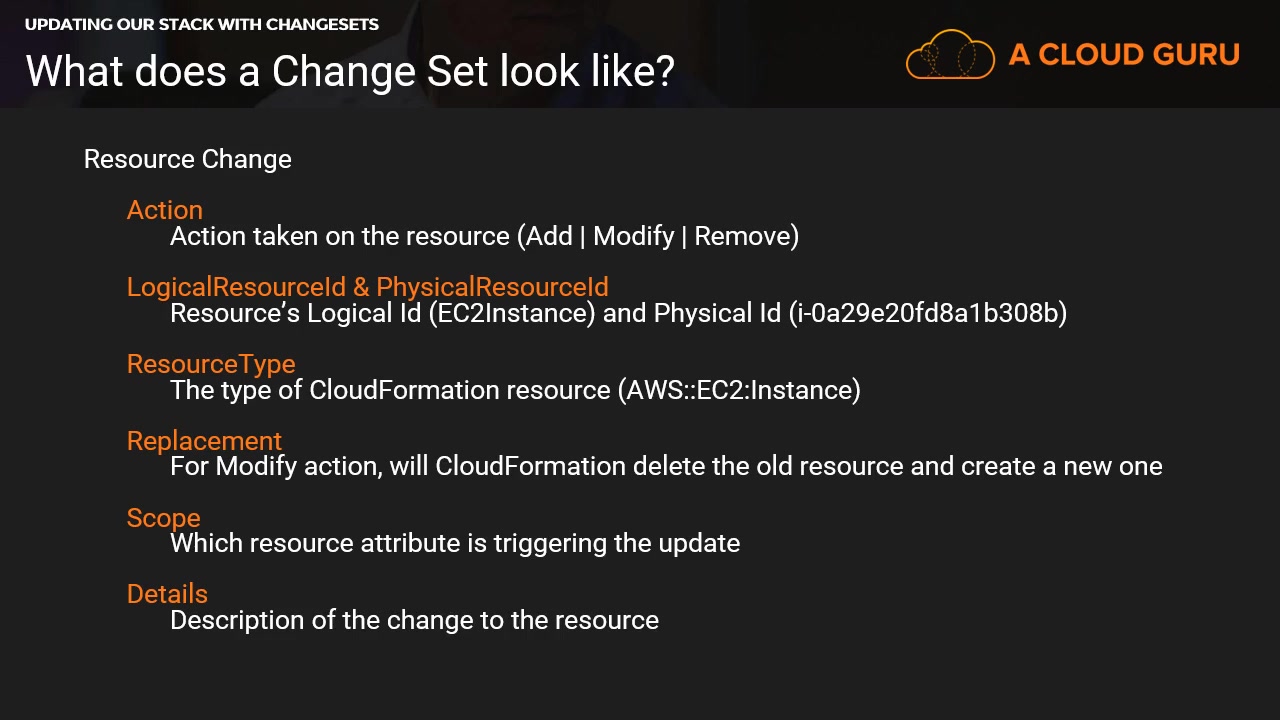 UPDATING OUR STACK WITH CHANGESETS
What does a Change Set look like?
A CLOUD GURU
Resource Change
Action
Action taken on the resource (Add | Modify | Remove)
LogicalResourceId & PhysicalResourceId
Resource’s Logical Id (EC2Instance) and Physical Id (i-0a29e20fd8a1b308b)
ResourceType
The type of CloudFormation resource (AWS::EC2:Instance)
Replacement
For Modify action, will CloudFormation delete the old resource and create a new one
Scope
Which resource attribute is triggering the update
Details
Description of the change to the resource